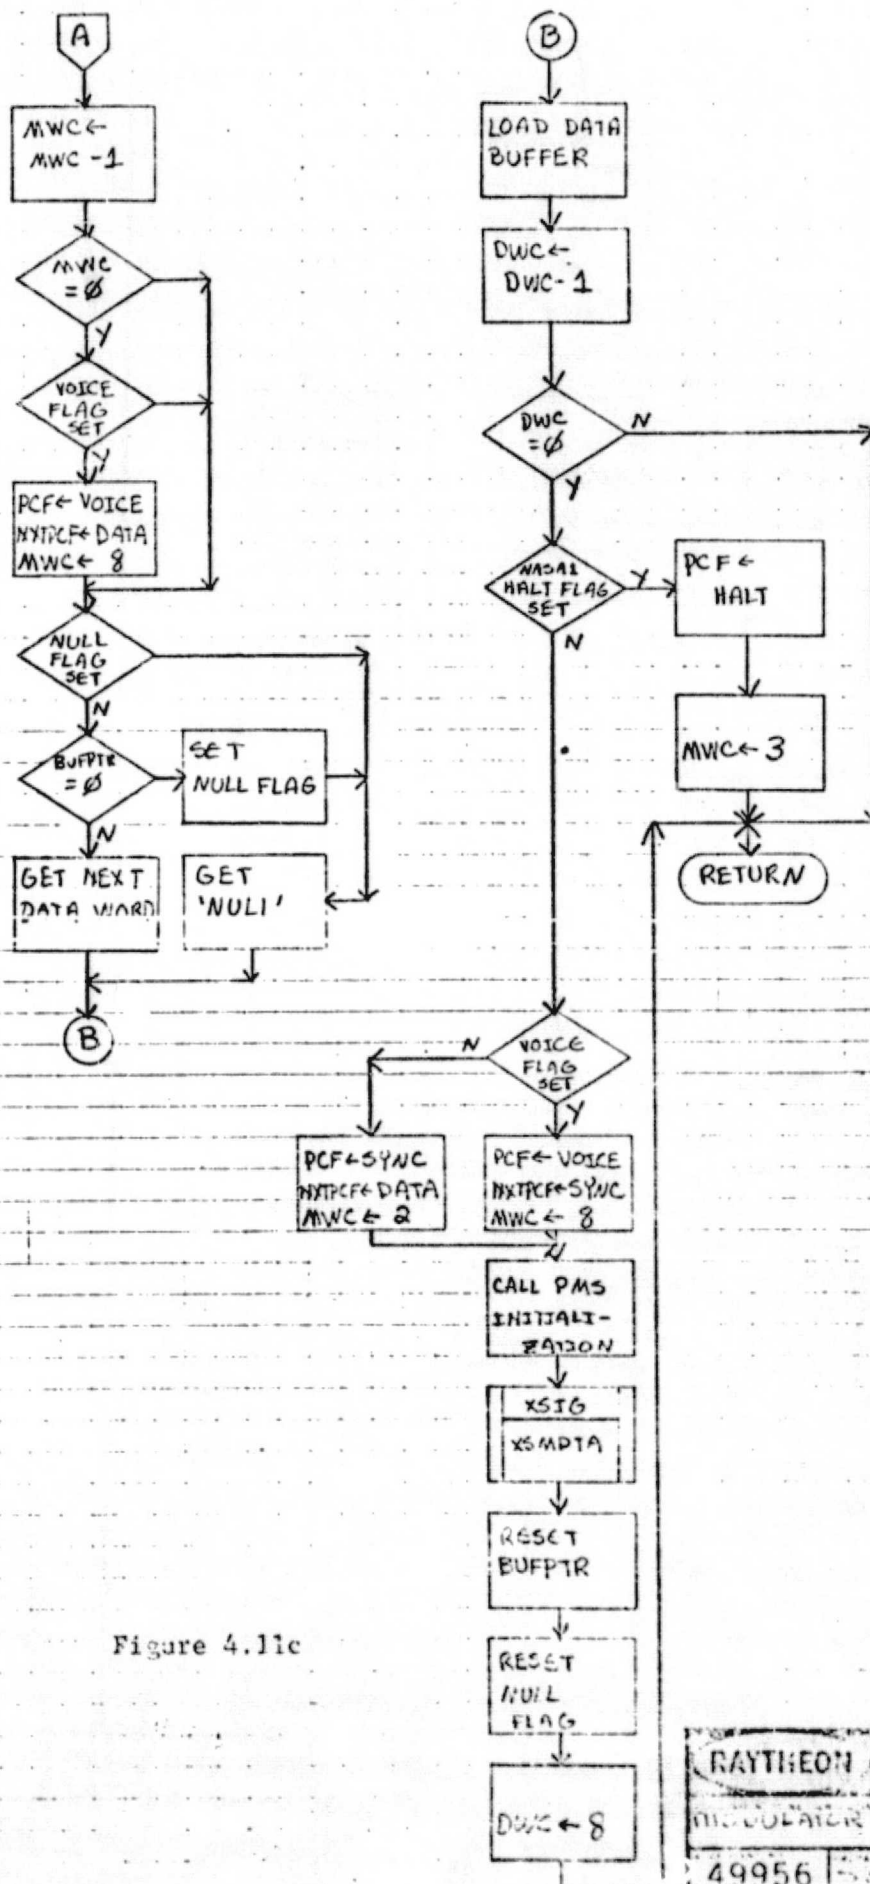 A
MWC←
MWC-1
MWC
=Ø
Y
VOICE
FLAG
SET
Y
PCF←VOICE
NXTPCF←DATA
MWC←8
NULL
FLAG
SET
N
BUFPTR
=Ø
SET
NULL FLAG
N
GET NEXT
DATA WORD
GET
'NULL'
B
B
LOAD DATA
BUFFER
DWC←
DWC-1
DWC
=Ø
N
Y
HALT FLAG
SET
Y
N
PCF←
HALT
MWC←3
RETURN
VOICE
FLAG
SET
N
Y
PCF←SYNC
NXTPCF←DATA
MWC←2
PCF←VOICE
NXTPCF←SYNC
MWC←8
CALL PMS
INITIALI-
ZATION
XSIG
XSMDTA
RESET
BUFPTR
RESET
NULL
FLAG
DWC←8
Figure 4.11c
RAYTHEON
MODULATOR
49956